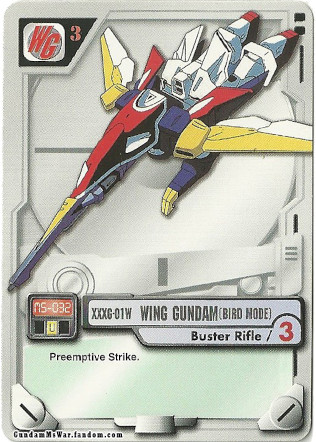 WG 3
MS-032
U
XXXG-01W WING GUNDAM(BIRD MODE)
Buster Rifle / 3
Preemptive Strike.
GundamMsWar.fandom.com